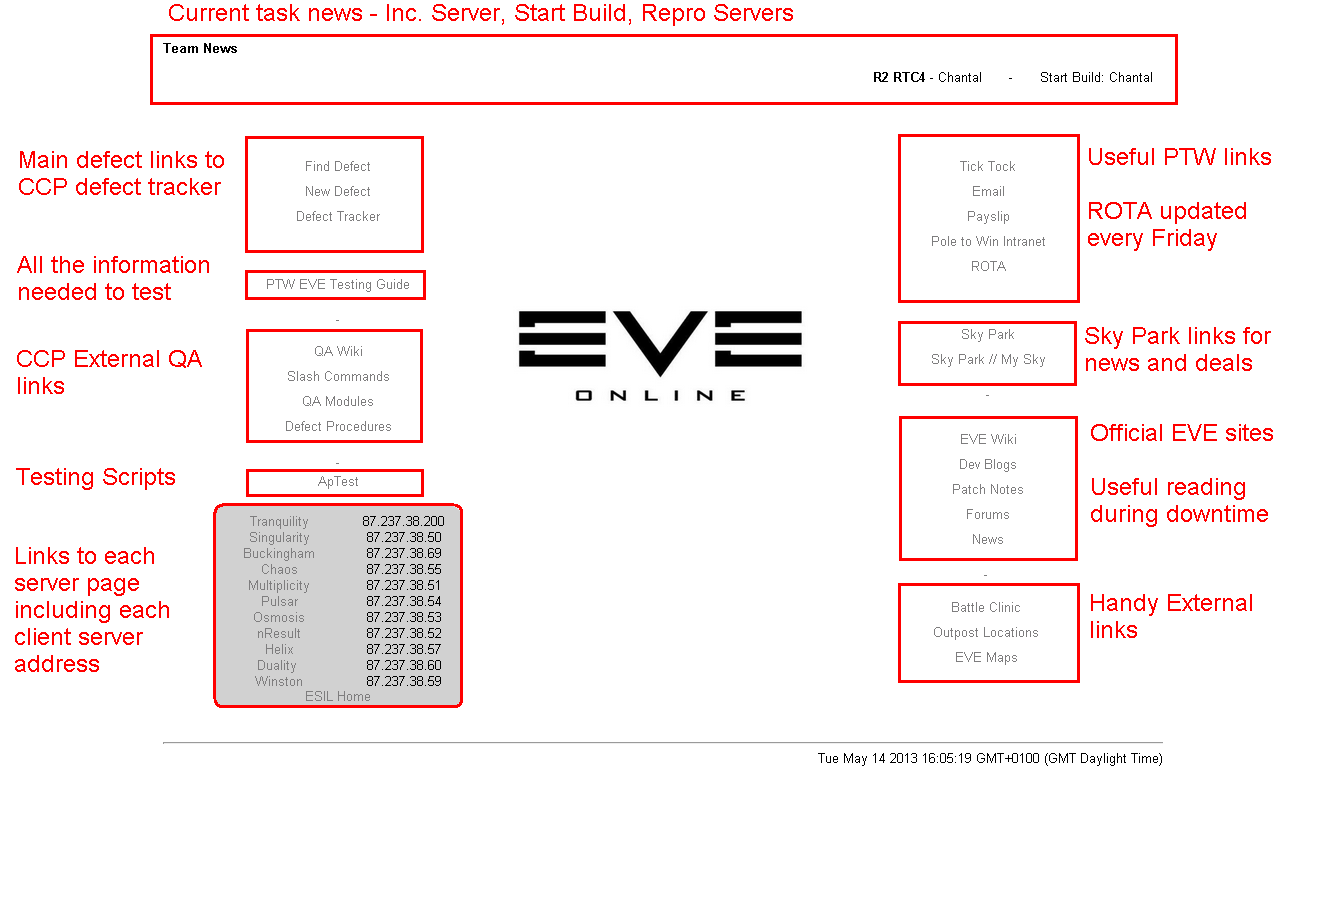 Current task news - Inc. Server, Start Build, Repro Servers
Team News
R2 RTC4 - Chantal - Start Build: Chantal
Main defect links to
CCP defect tracker
Find Defect
New Defect
Defect Tracker
All the information
needed to test
PTW EVE Testing Guide
-
CCP External QA
links
QA Wiki
Slash Commands
QA Modules
Defect Procedures
-
Testing Scripts
ApTest
Links to each
server page
including each
client server
address
Tranquility 87.237.38.200
Singularity 87.237.38.50
Buckingham 87.237.38.69
Chaos 87.237.38.55
Multiplicity 87.237.38.51
Pulsar 87.237.38.54
Osmosis 87.237.38.53
nResult 87.237.38.52
Helix 87.237.38.57
Duality 87.237.38.60
Winston 87.237.38.59
ESIL Home
EVE
ONLINE
Tick Tock
Email
Payslip
Pole to Win Intranet
ROTA
Useful PTW links
ROTA updated
every Friday
Sky Park
Sky Park // My Sky
Sky Park links for
news and deals
-
EVE Wiki
Dev Blogs
Patch Notes
Forums
News
Official EVE sites
Useful reading
during downtime
-
Battle Clinic
Outpost Locations
EVE Maps
Handy External
links
Tue May 14 2013 16:05:19 GMT+0100 (GMT Daylight Time)